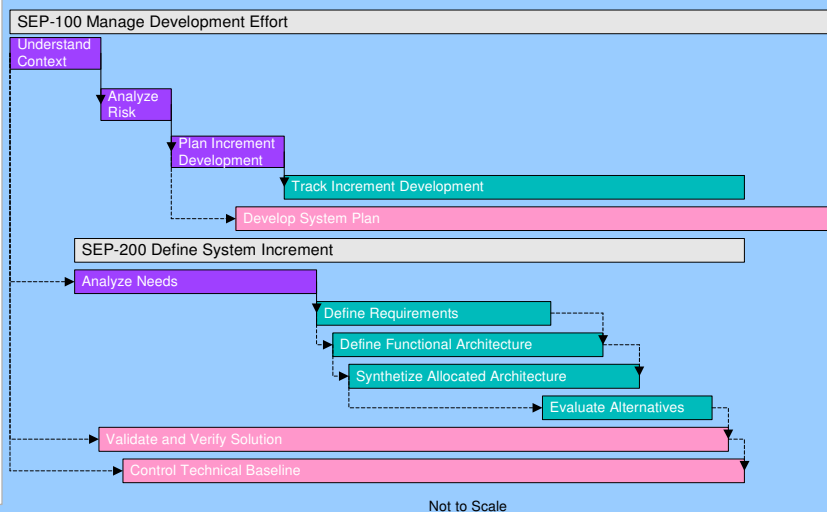 SEP-100 Manage Development Effort
Understand
Context
Analyze
Risk
Plan Increment
Development
Track Increment Development
Develop System Plan
SEP-200 Define System Increment
Analyze Needs
Define Requirements
Define Functional Architecture
Synthetize Allocated Architecture
Evaluate Alternatives
Validate and Verify Solution
Control Technical Baseline
Not to Scale